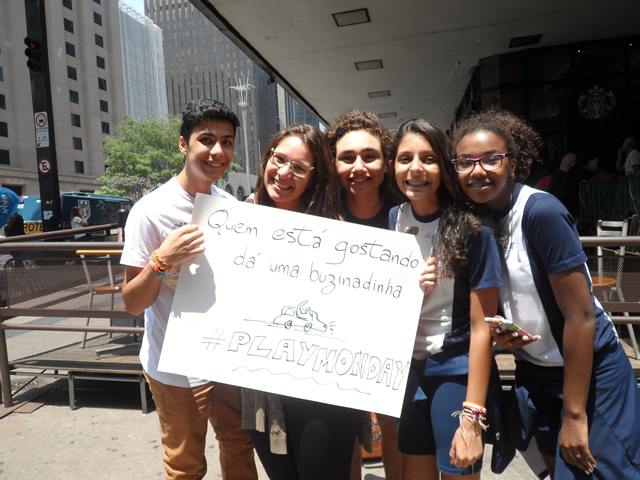 Quem está gostando
dá uma buzinadinha
#PLAYMONDAY